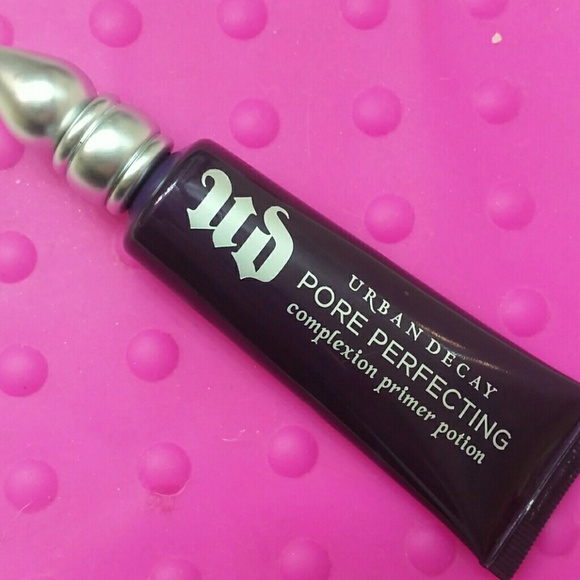 UD
URBAN DECAY
PORE PERFECTING
complexion primer potion